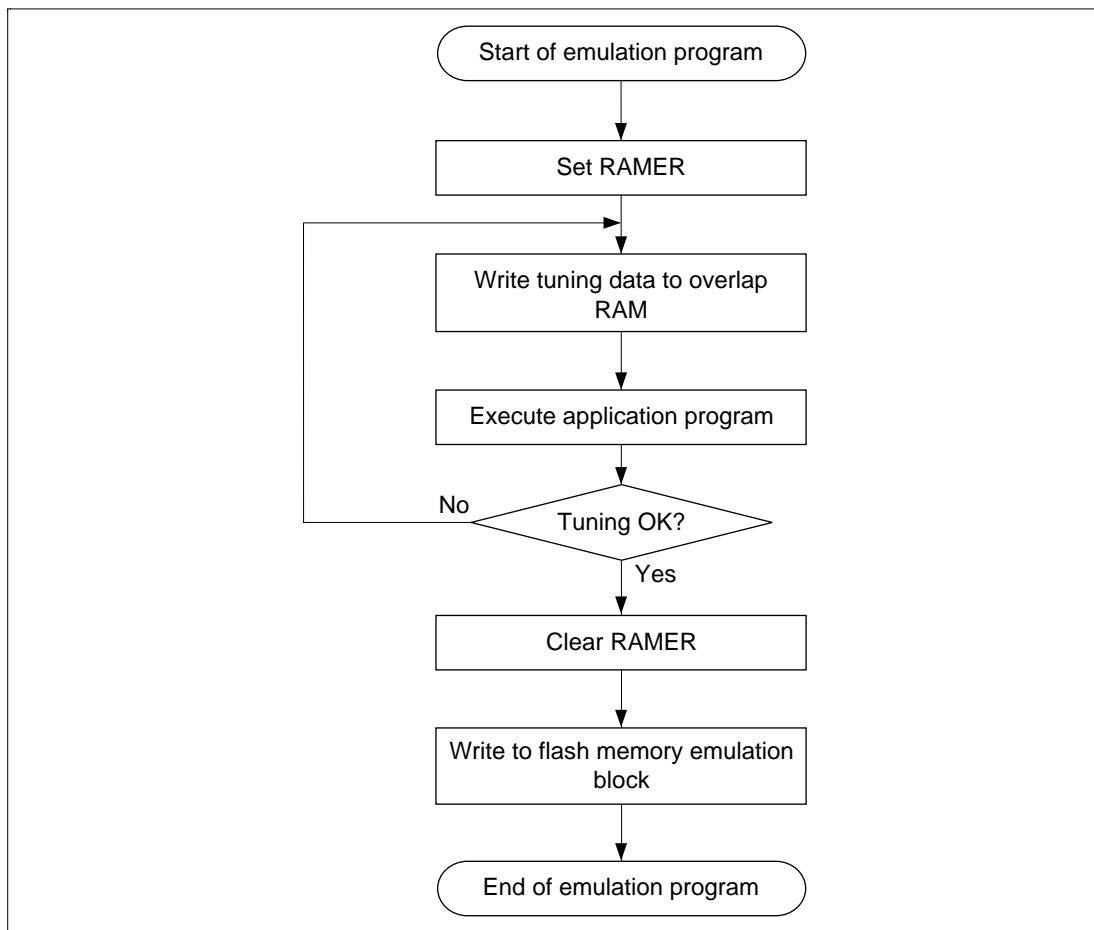 Start of emulation program
Set RAMER
Write tuning data to overlap
RAM
Execute application program
No
Tuning OK?
Yes
Clear RAMER
Write to flash memory emulation
block
End of emulation program